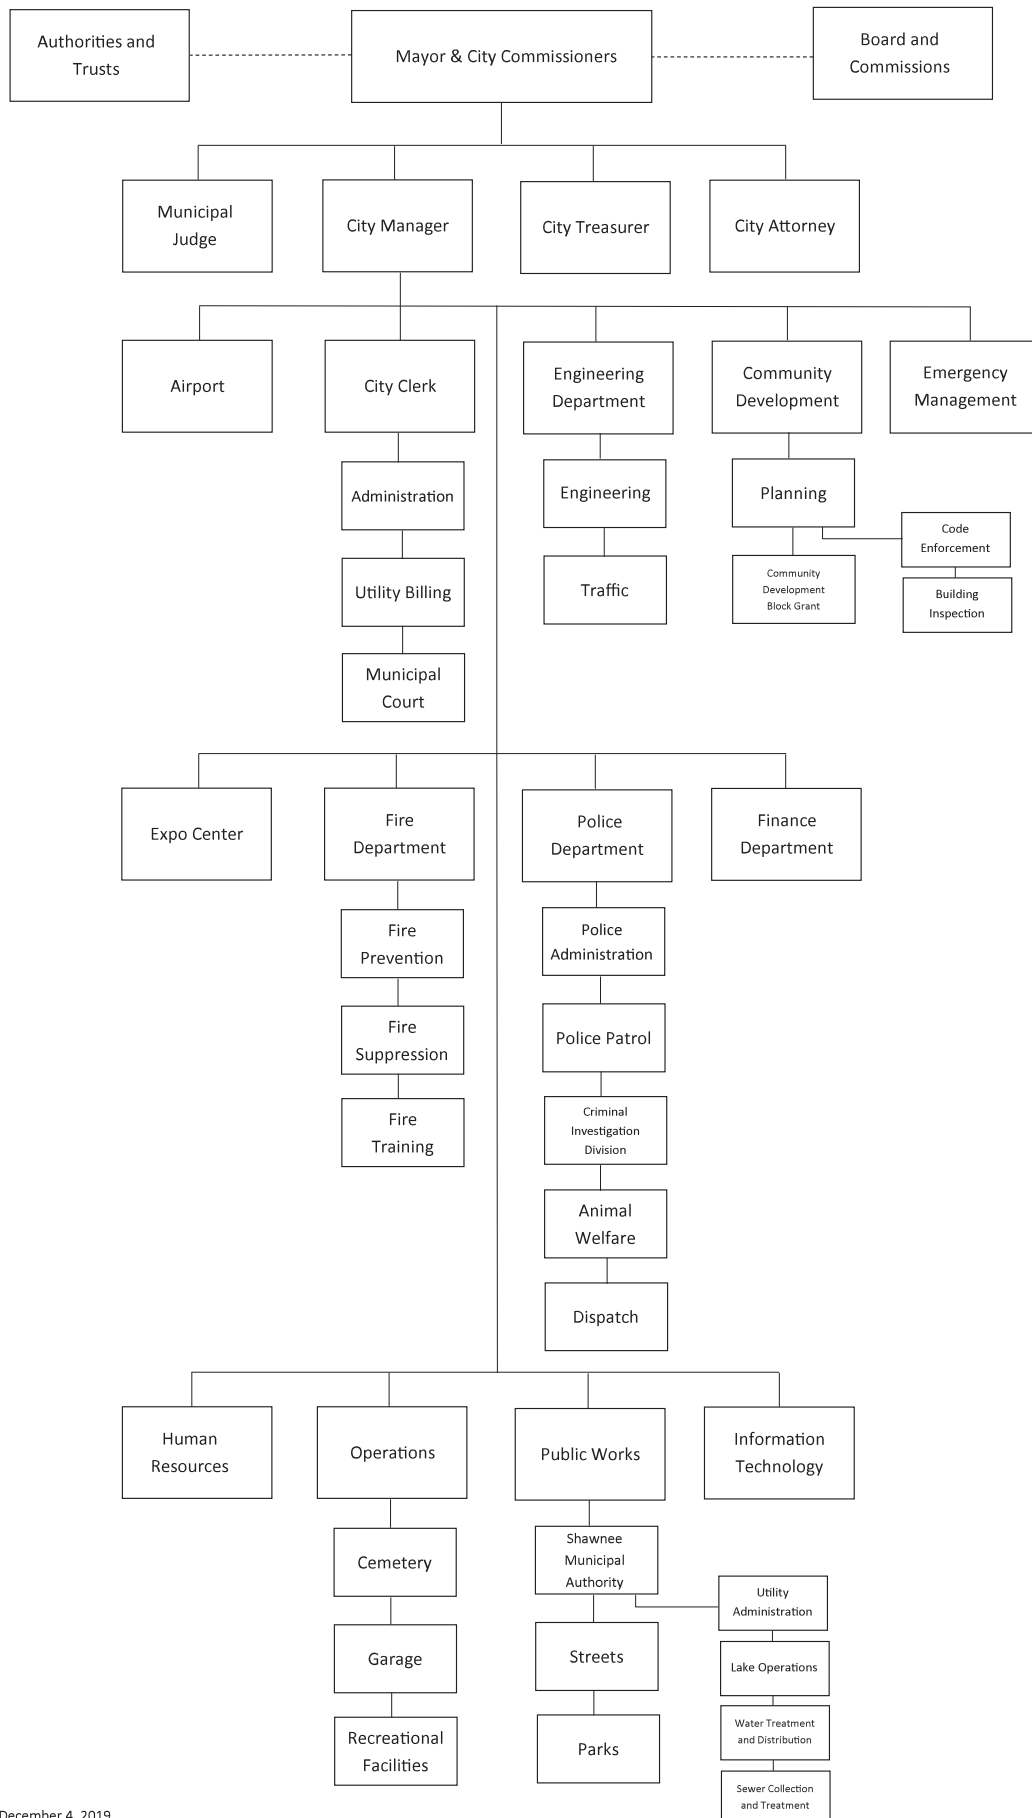 Authorities and
Trusts
Mayor & City Commissioners
Board and
Commissions
Municipal
Judge
City Manager
City Treasurer
City Attorney
Airport
City Clerk
Engineering
Department
Community
Development
Emergency
Management
Administration
Engineering
Planning
Code
Enforcement
Utility Billing
Traffic
Community
Development
Block Grant
Building
Inspection
Municipal
Court
Expo Center
Fire
Department
Police
Department
Finance
Department
Fire
Prevention
Police
Administration
Fire
Suppression
Police Patrol
Fire
Training
Criminal
Investigation
Division
Animal
Welfare
Dispatch
Human
Resources
Operations
Public Works
Information
Technology
Cemetery
Shawnee
Municipal
Authority
Utility
Administration
Garage
Streets
Lake Operations
Recreational
Facilities
Parks
Water Treatment
and Distribution
Sewer Collection
and Treatment
December 4, 2019